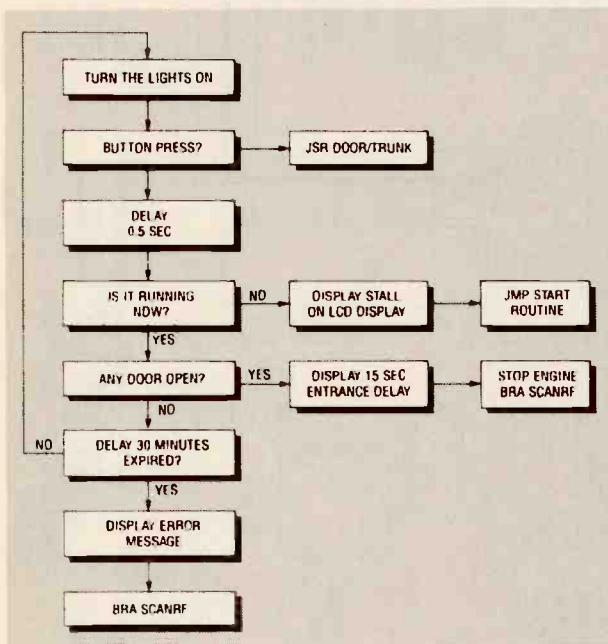 TURN THE LIGHTS ON
BUTTON PRESS?
JSR DOOR/TRUNK
DELAY
0.5 SEC
IS IT RUNNING
NOW?
NO
DISPLAY STALL
ON LCD DISPLAY
JMP START
ROUTINE
YES
ANY DOOR OPEN?
YES
DISPLAY 15 SEC
ENTRANCE DELAY
STOP ENGINE
BRA SCANRF
NO
NO
DELAY 30 MINUTES
EXPIRED?
YES
DISPLAY ERROR
MESSAGE
BRA SCANRF